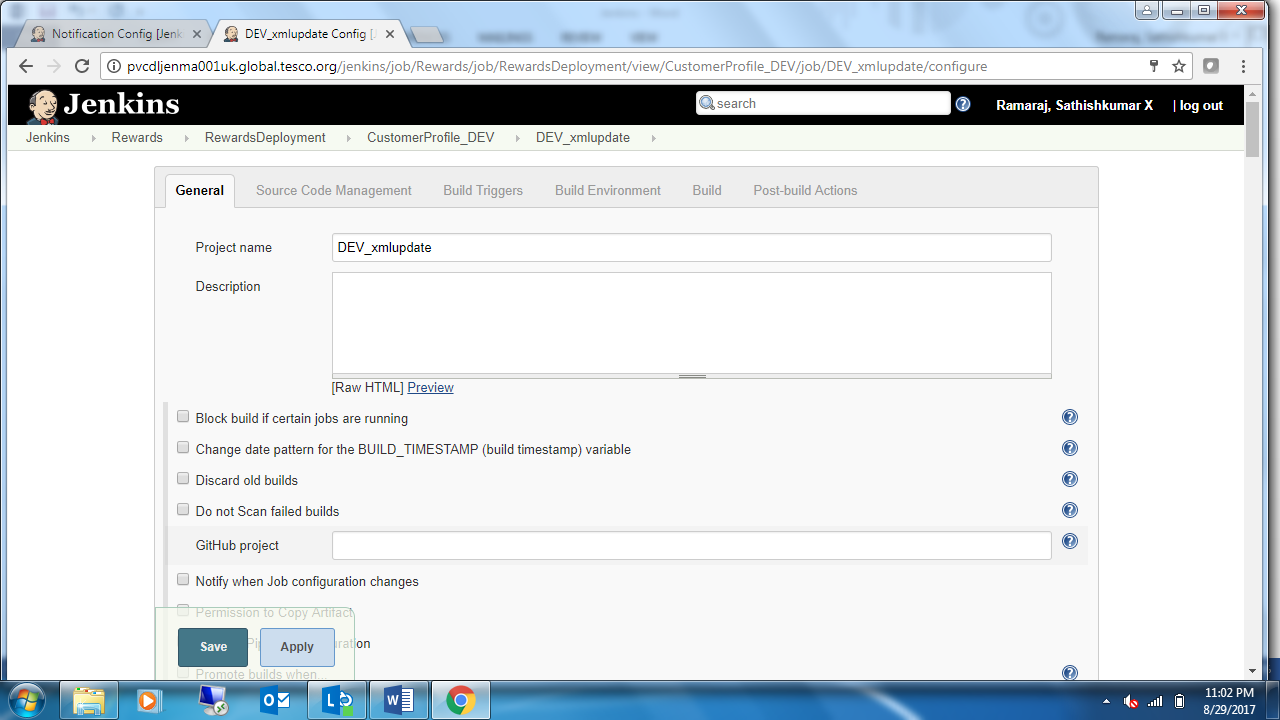 Notification Config [Jenk
DEV_xmlupdate Config [J
pvcdljenma001uk.global.tesco.org/jenkins/job/Rewards/job/RewardsDeployment/view/CustomerProfile_DEV/job/DEV_xmlupdate/configure
Jenkins
search
Ramaraj, Sathishkumar X
| log out
Jenkins Rewards RewardsDeployment CustomerProfile_DEV DEV_xmlupdate
General Source Code Management Build Triggers Build Environment Build Post-build Actions
Project name
DEV_xmlupdate
Description
[Raw HTML] Preview
Block build if certain jobs are running
Change date pattern for the BUILD_TIMESTAMP (build timestamp) variable
Discard old builds
Do not Scan failed builds
GitHub project
Notify when Job configuration changes
Permission to Copy Artifact
Save Apply
Promote builds when...
11:02 PM
8/29/2017